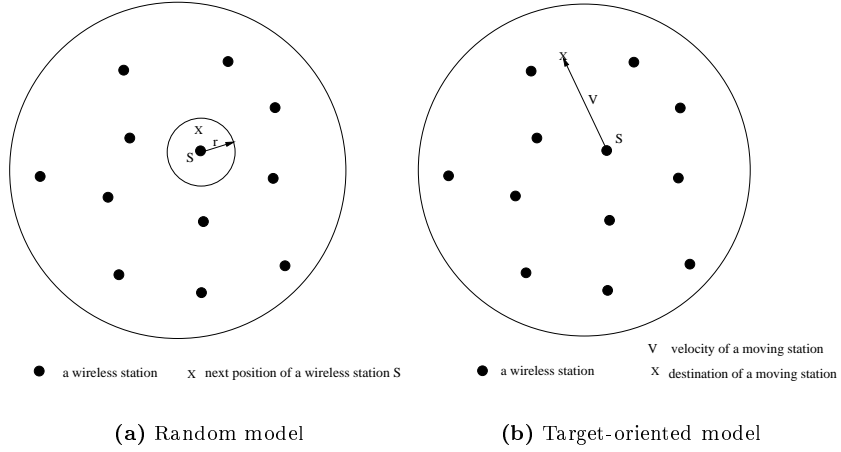 X
r
S
X
V
S
a wireless station
X next position of a wireless station S
V velocity of a moving station
a wireless station
X destination of a moving station
(a) Random model
(b) Target-oriented model